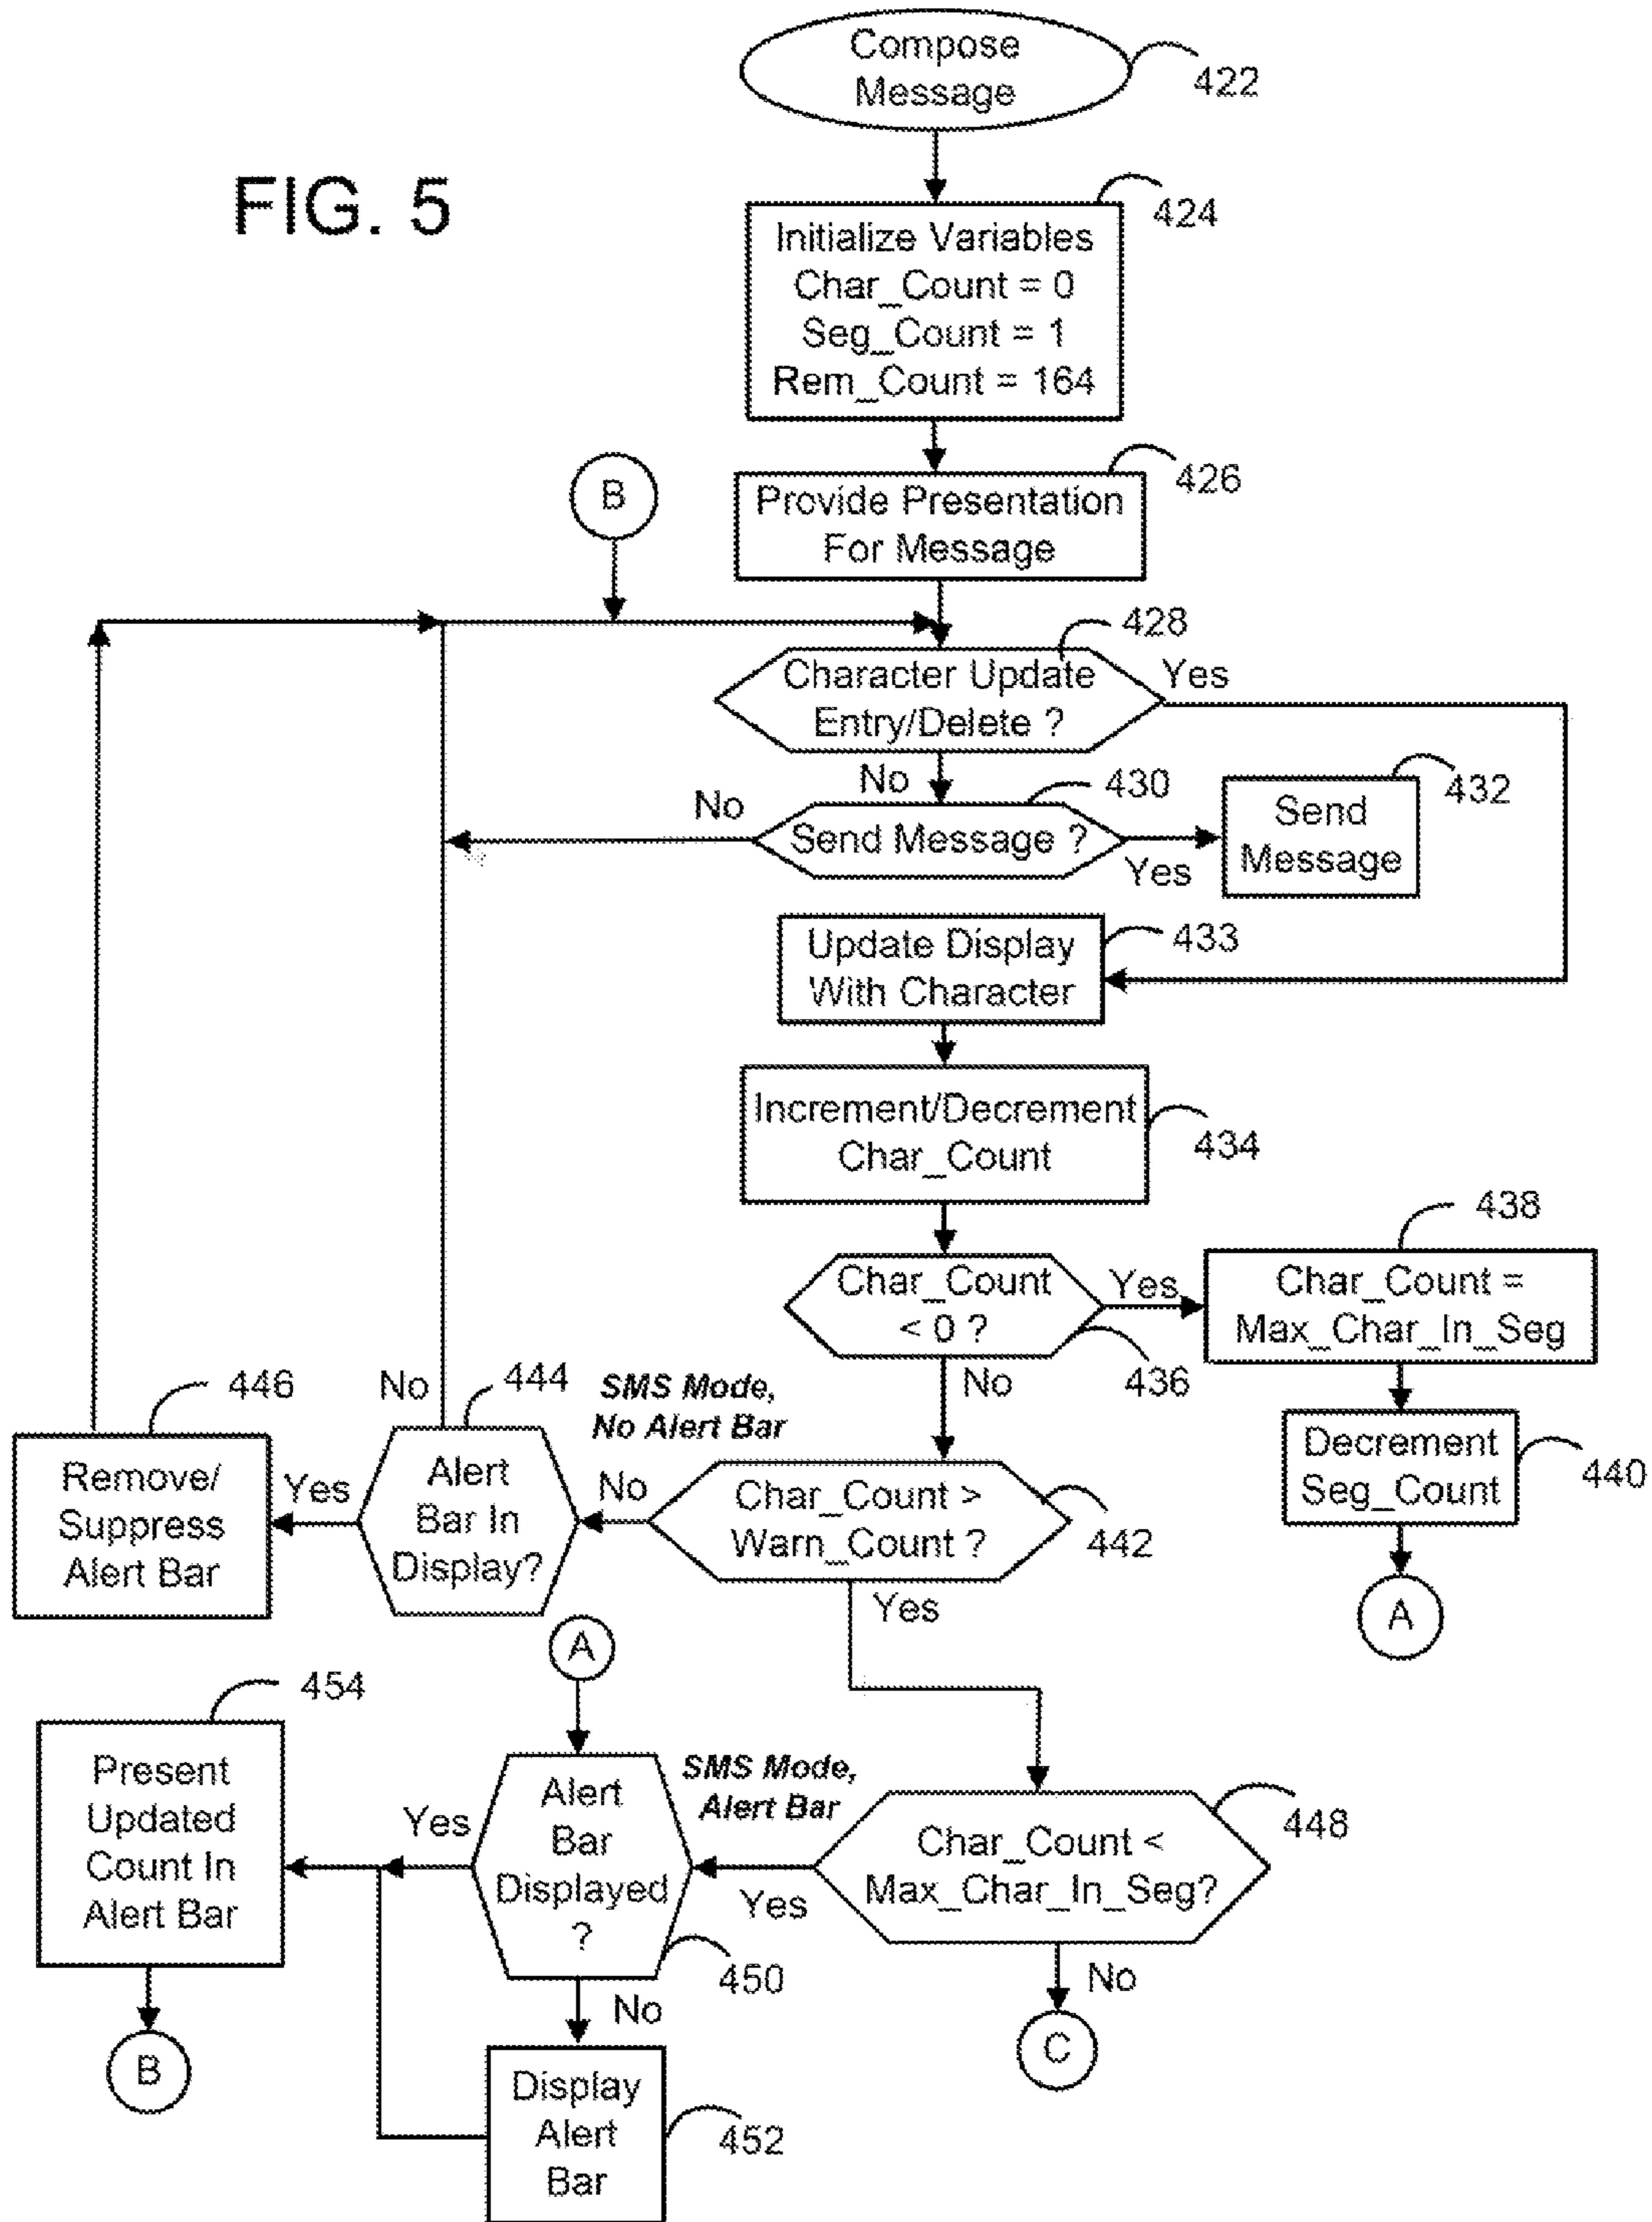 Compose
Message
422
FIG. 5
424
Initialize Variables
Char_Count = 0
Seg_Count = 1
Rem_Count = 164
426
B
Provide Presentation
For Message
428
Character Update
Entry/Delete ?
Yes
No
430
432
No
Send Message ?
Yes
Send
Message
433
Update Display
With Character
Increment/Decrement
Char_Count
434
438
Char_Count
< 0 ?
Yes
Char_Count =
Max_Char_In_Seg
436
No
446
No
444
SMS Mode,
No Alert Bar
Remove/
Suppress
Alert Bar
Yes
Alert
Bar In
Display?
No
Char_Count >
Warn_Count ?
442
Decrement
Seg_Count
440
Yes
A
A
454
Present
Updated
Count In
Alert Bar
Yes
Alert
Bar
Displayed
?
SMS Mode,
Alert Bar
Yes
Char_Count <
Max_Char_In_Seg?
448
450
No
No
B
C
Display
Alert
Bar
452